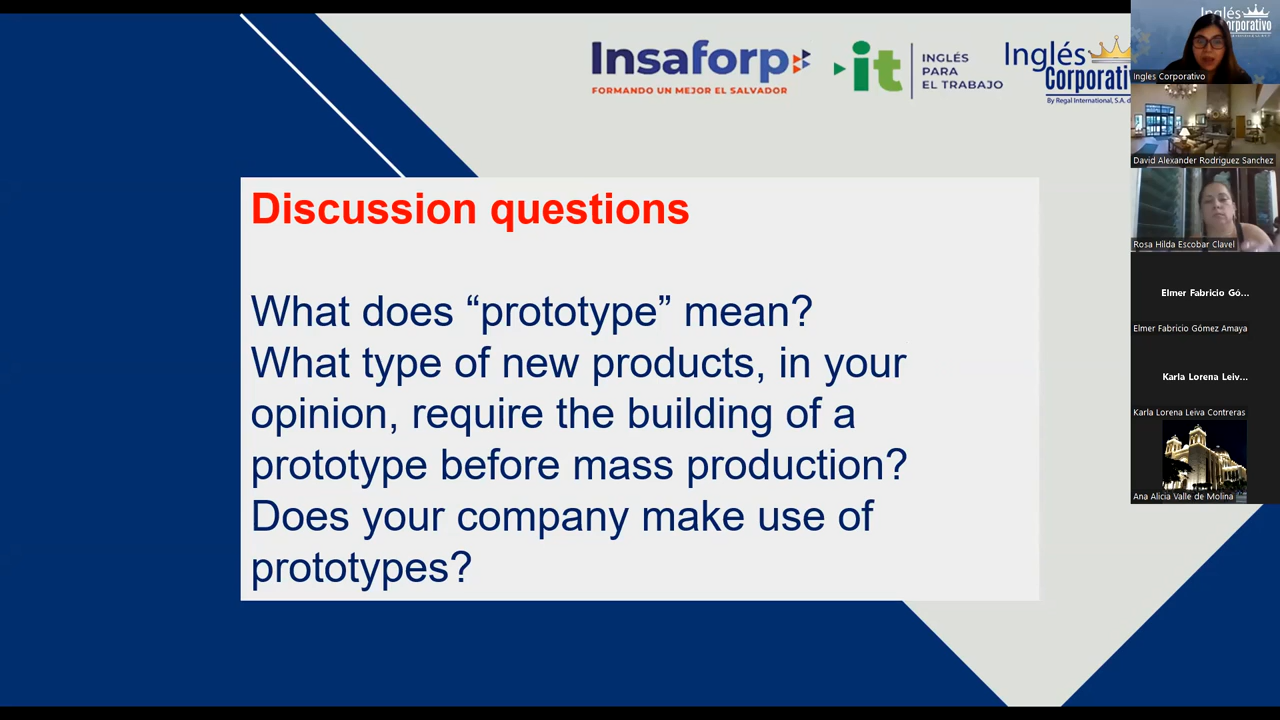 Insaforp
FORMANDO UN MEJOR EL SALVADOR
it
INGLÉS
PARA
EL TRABAJO
Inglés
Corporati
By Regal International, S.A. d
Discussion questions
What does “prototype” mean?
What type of new products, in your
opinion, require the building of a
prototype before mass production?
Does your company make use of
prototypes?
Inglés
Corporativo
Ingles Corporativo
David Alexander Rodriguez Sanchez
Rosa Hilda Escobar Clavel
Elmer Fabricio Gó...
Elmer Fabricio Gómez Amaya
Karla Lorena Leiv...
Karla Lorena Leiva Contreras
Ana Alicia Valle de Molina